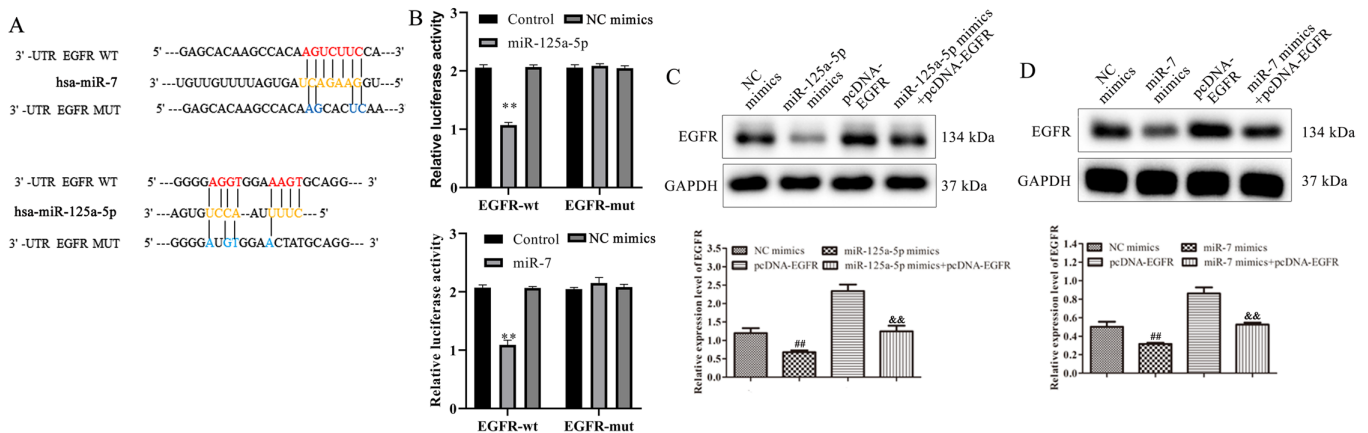 A
3' -UTR EGFR WT 5' ---GAGCACAAGCCACAAGUCUUCCA---- 3'
hsa-miR-7 ---UGUUGUUUUAGUGAUCAGAAGGU---5'
3' -UTR EGFR MUT ---GAGCACAAGCCACAAGCACUCAA---3
3' -UTR EGFR WT 5' GGGGAGGTGGAAAGTGCAGG--- 3'
hsa-miR-125a-5p 3' ---AGUGUCCA--AUUUUC----- 5'
3' -UTR EGFR MUT 5' ----GGGGAUGTGGAACTATGCAGG---- 3'
B
Relative luciferase activity
Control NC mimics
miR-125a-5p
3
2
1
0
**
EGFR-wt EGFR-mut
Relative luciferase activity
Control NC mimics
miR-7
3
2
1
0
**
EGFR-wt EGFR-mut
C
NC mimics
miR-125a-5p mimics
pcDNA-EGFR
miR-125a-5p mimics +pcDNA-EGFR
EGFR 134 kDa
GAPDH 37 kDa
Relative expression level of EGFR
NC mimics miR-125a-5p mimics
pcDNA-EGFR miR-125a-5p mimics+pcDNA-EGFR
3.5
2.5
2.5
2.0
1.5
1.0
0.5
0.0
##
&&
D
NC mimics
miR-7 mimics
pcDNA-EGFR
miR-7 mimics +pcDNA-EGFR
EGFR 134 kDa
GAPDH 37 kDa
Relative expression level of EGFR
NC mimics miR-7 mimics
pcDNA-EGFR miR-7 mimics+pcDNA-EGFR
1.4
1.2
1.0
0.8
0.6
0.4
0.2
0.0
##
&&